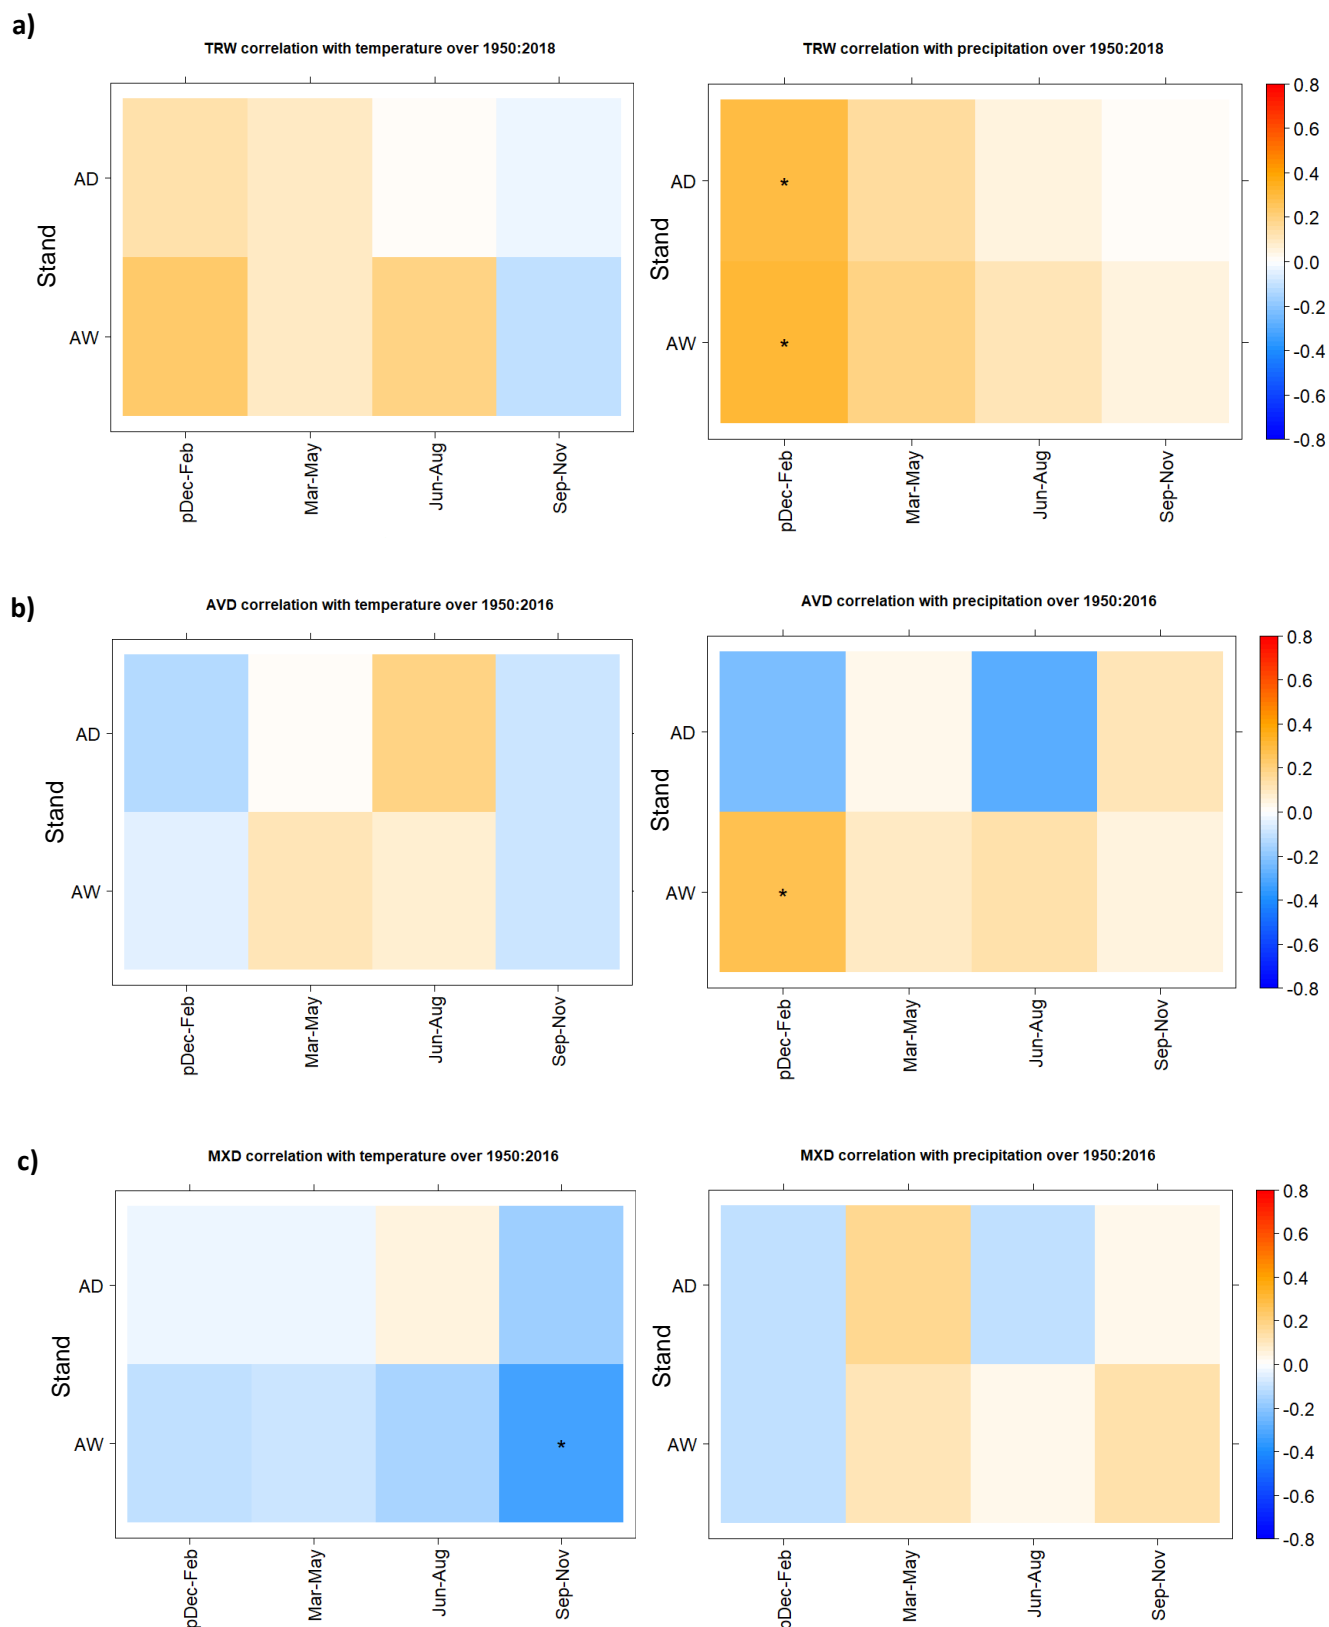 a)
TRW correlation with temperature over 1950:2018
TRW correlation with precipitation over 1950:2018
Stand
AD
AW
pDec-Feb
Mar-May
Jun-Aug
Sep-Nov
Stand
AD
*
AW
*
pDec-Feb
Mar-May
Jun-Aug
Sep-Nov
0.8
0.6
0.4
0.2
0.0
-0.2
-0.4
-0.6
-0.8
b)
AVD correlation with temperature over 1950:2016
AVD correlation with precipitation over 1950:2016
Stand
AD
AW
pDec-Feb
Mar-May
Jun-Aug
Sep-Nov
Stand
AD
AW
*
pDec-Feb
Mar-May
Jun-Aug
Sep-Nov
0.8
0.6
0.4
0.2
0.0
-0.2
-0.4
-0.6
-0.8
c)
MXD correlation with temperature over 1950:2016
MXD correlation with precipitation over 1950:2016
Stand
AD
AW
*
pDec-Feb
Mar-May
Jun-Aug
Sep-Nov
Stand
AD
AW
pDec-Feb
Mar-May
Jun-Aug
Sep-Nov
0.8
0.6
0.4
0.2
0.0
-0.2
-0.4
-0.6
-0.8